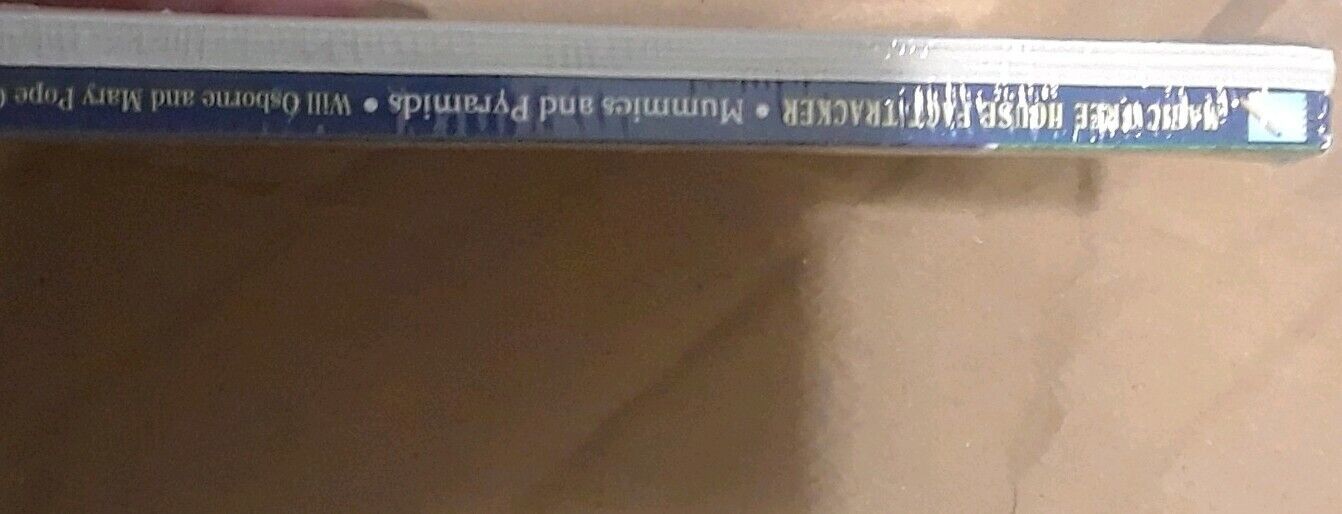 MAGIC TREE HOUSE FACT TRACKER • Mummies and Pyramids • Will Osborne and Mary Pope